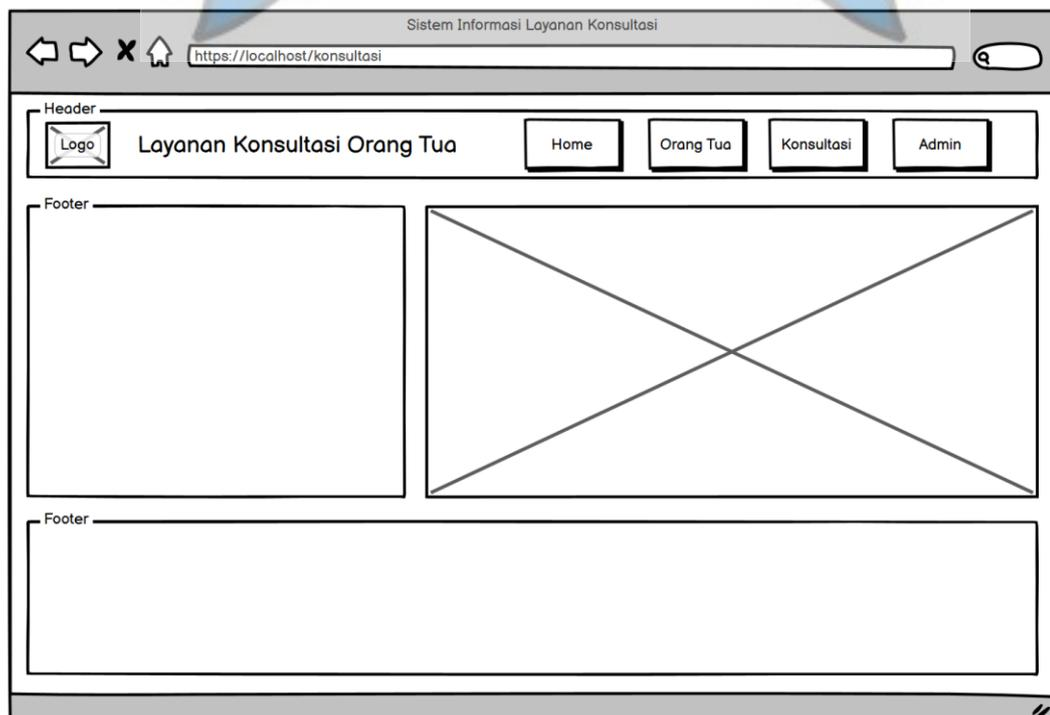 Sistem Informasi Layanan Konsultasi
https://localhost/konsultasi
Header
Logo
Layanan Konsultasi Orang Tua
Home
Orang Tua
Konsultasi
Admin
Footer
Footer